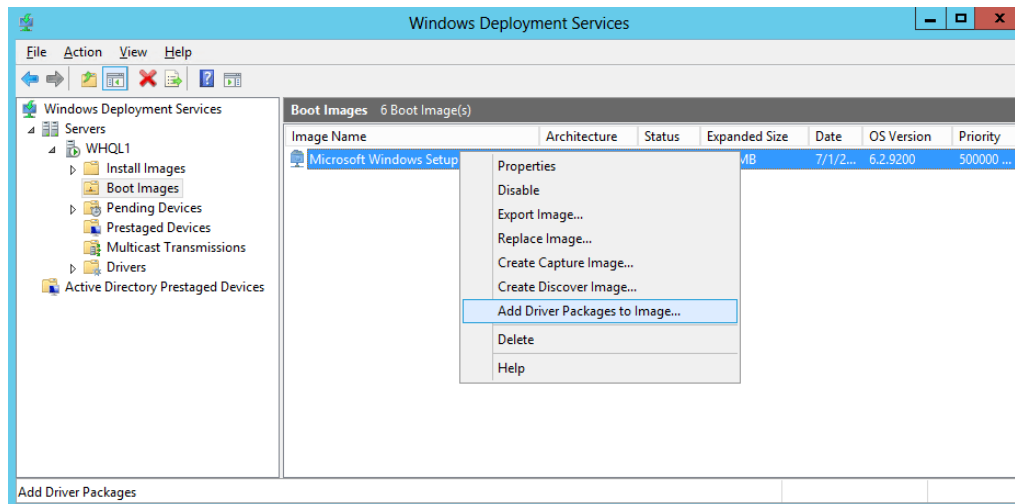 Windows Deployment Services
File Action View Help
Windows Deployment Services
Servers
WHQL1
Install Images
Boot Images
Pending Devices
Prestaged Devices
Multicast Transmissions
Drivers
Active Directory Prestaged Devices
Boot Images 6 Boot Image(s)
Image Name Architecture Status Expanded Size Date OS Version Priority
Microsoft Windows Setup MB 7/1/2... 6.2.9200 500000 ...
Properties
Disable
Export Image...
Replace Image...
Create Capture Image...
Create Discover Image...
Add Driver Packages to Image...
Delete
Help
Add Driver Packages